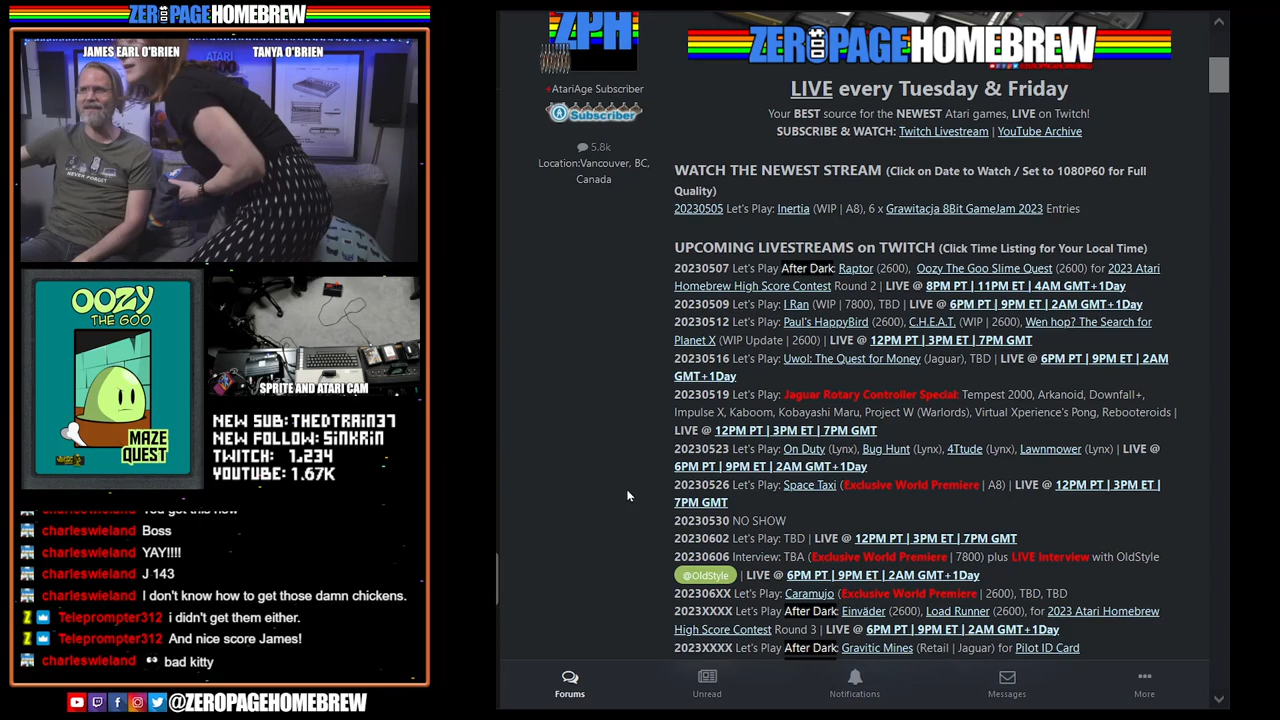 ZEROPAGEHOMEBREW
JAMES EARL O'BRIEN
TANYA O'BRIEN
ATARI
NEVER FORGET
OOZY
THE GOO
MAZE
QUEST
SPRITE AND ATARI CAM
NEW SUB: THEDTRAIN37
NEW FOLLOW: SINKRIN
TWITCH: 1,234
YOUTUBE: 1.67K
charleswieland You got this now
charleswieland Boss
charleswieland YAY!!!!
charleswieland J 143
charleswieland I don't know how to get those damn chickens.
Teleprompter312 i didn't get them either.
Teleprompter312 And nice score James!
charleswieland bad kitty
@ZEROPAGEHOMEBREW
ZPH
AtariAge Subscriber
Subscriber
5.8k
Location:Vancouver, BC,
Canada
ZEROPAGEHOMEBREW
LIVE every Tuesday & Friday
Your BEST source for the NEWEST Atari games, LIVE on Twitch!
SUBSCRIBE & WATCH: Twitch Livestream | YouTube Archive
WATCH THE NEWEST STREAM (Click on Date to Watch / Set to 1080P60 for Full
Quality)
20230505 Let's Play: Inertia (WIP | A8), 6 x Grawitacja 8Bit GameJam 2023 Entries
UPCOMING LIVESTREAMS on TWITCH (Click Time Listing for Your Local Time)
20230507 Let's Play After Dark: Raptor (2600), Oozy The Goo Slime Quest (2600) for 2023 Atari
Homebrew High Score Contest Round 2 | LIVE @ 8PM PT | 11PM ET | 4AM GMT+1Day
20230509 Let's Play: I Ran (WIP | 7800), TBD | LIVE @ 6PM PT | 9PM ET | 2AM GMT+1Day
20230512 Let's Play: Paul's HappyBird (2600), C.H.E.A.T. (WIP | 2600), Wen hop? The Search for
Planet X (WIP Update | 2600) | LIVE @ 12PM PT | 3PM ET | 7PM GMT
20230516 Let's Play: Uwol: The Quest for Money (Jaguar), TBD | LIVE @ 6PM PT | 9PM ET | 2AM
GMT+1Day
20230519 Let's Play: Jaguar Rotary Controller Special: Tempest 2000, Arkanoid, Downfall+,
Impulse X, Kaboom, Kobayashi Maru, Project W (Warlords), Virtual Xperience's Pong, Rebooteroids |
LIVE @ 12PM PT | 3PM ET | 7PM GMT
20230523 Let's Play: On Duty (Lynx), Bug Hunt (Lynx), 4Ttude (Lynx), Lawnmower (Lynx) | LIVE @
6PM PT | 9PM ET | 2AM GMT+1Day
20230526 Let's Play: Space Taxi (Exclusive World Premiere | A8) | LIVE @ 12PM PT | 3PM ET |
7PM GMT
20230530 NO SHOW
20230602 Let's Play: TBD | LIVE @ 12PM PT | 3PM ET | 7PM GMT
20230606 Interview: TBA (Exclusive World Premiere | 7800) plus LIVE Interview with OldStyle
@OldStyle | LIVE @ 6PM PT | 9PM ET | 2AM GMT+1Day
202306XX Let's Play: Caramujo (Exclusive World Premiere | 2600), TBD, TBD
2023XXXX Let's Play After Dark: Einväder (2600), Load Runner (2600), for 2023 Atari Homebrew
High Score Contest Round 3 | LIVE @ 6PM PT | 9PM ET | 2AM GMT+1Day
2023XXXX Let's Play After Dark: Gravitic Mines (Retail | Jaguar) for Pilot ID Card
Forums
Unread
Notifications
Messages
More